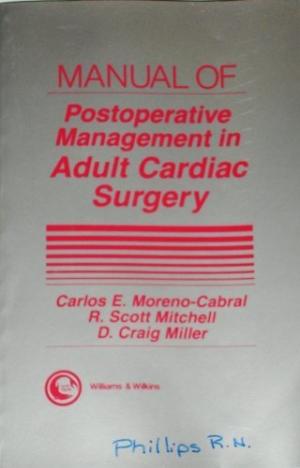 MANUAL OF
Postoperative
Management in
Adult Cardiac
Surgery
Carlos E. Moreno-Cabral
R. Scott Mitchell
D. Craig Miller
Williams & Wilkins
Phillips R.N.